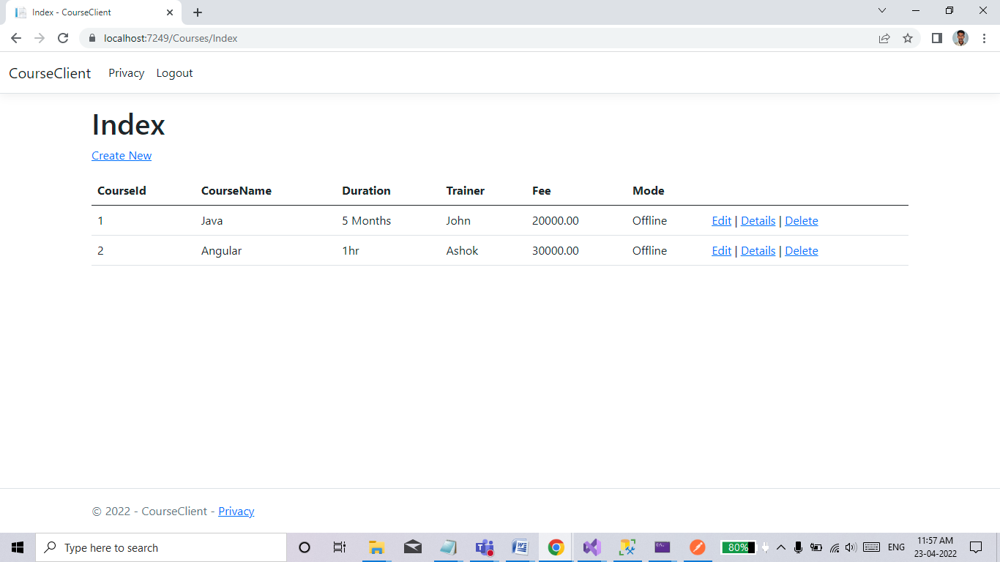 Index - CourseClient
localhost:7249/Courses/Index
CourseClient Privacy Logout
Index
Create New
CourseId CourseName Duration Trainer Fee Mode
1 Java 5 Months John 20000.00 Offline Edit | Details | Delete
2 Angular 1hr Ashok 30000.00 Offline Edit | Details | Delete
© 2022 - CourseClient - Privacy
Type here to search
80%
ENG
11:57 AM
23-04-2022